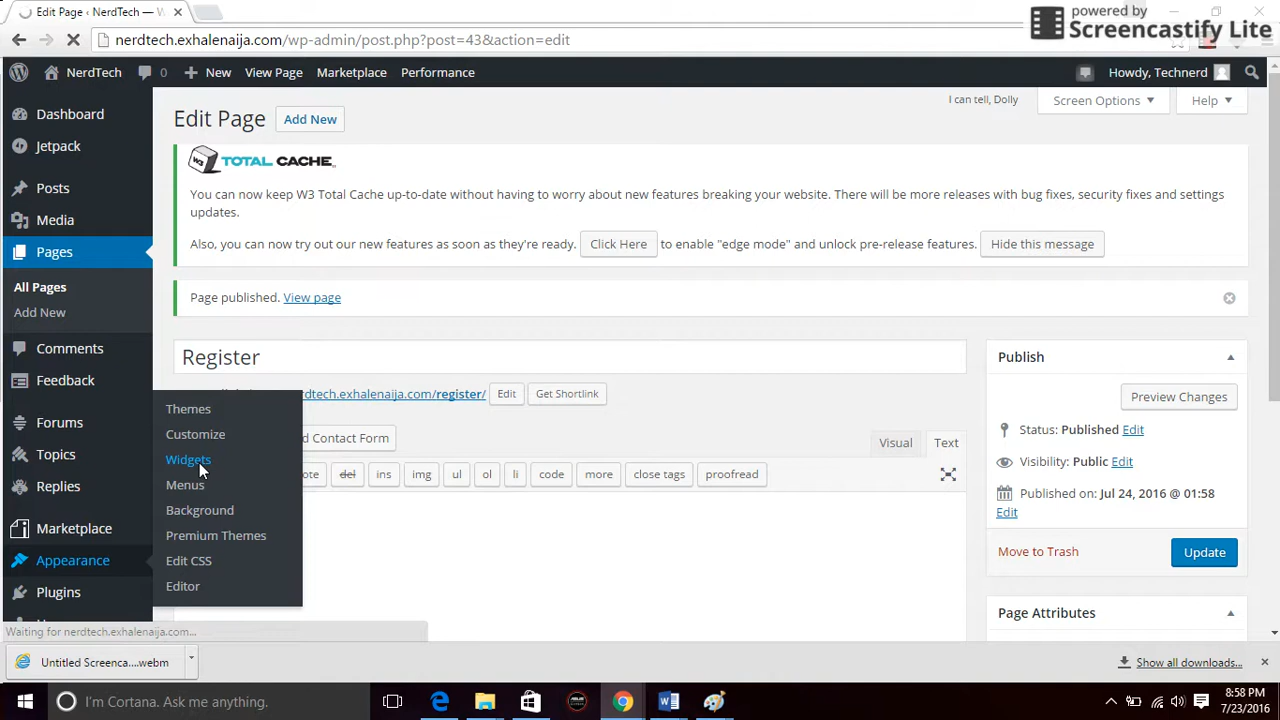 Edit Page ‹ NerdTech — W
powered by
Screencastify Lite
nerdtech.exhalenaija.com/wp-admin/post.php?post=43&action=edit
NerdTech 0 New View Page Marketplace Performance Howdy, Technerd
I can tell, Dolly Screen Options Help
Dashboard
Jetpack
Posts
Media
Pages
All Pages
Add New
Comments
Feedback
Forums
Topics
Replies
Marketplace
Appearance
Plugins
Themes
Customize
Widgets
Menus
Background
Premium Themes
Edit CSS
Editor
Edit Page Add New
W3 TOTAL CACHE
You can now keep W3 Total Cache up-to-date without having to worry about new features breaking your website. There will be more releases with bug fixes, security fixes and settings
updates.
Also, you can now try out our new features as soon as they're ready. Click Here to enable "edge mode" and unlock pre-release features. Hide this message
Page published. View page
Register
rdtech.exhalenaija.com/register/ Edit Get Shortlink
d Contact Form Visual Text
ote del ins img ul ol li code more close tags proofread
Publish
Preview Changes
Status: Published Edit
Visibility: Public Edit
Published on: Jul 24, 2016 @ 01:58
Edit
Move to Trash Update
Page Attributes
Waiting for nerdtech.exhalenaija.com...
Untitled Screenca....webm Show all downloads...
I'm Cortana. Ask me anything. 8:58 PM
7/23/2016